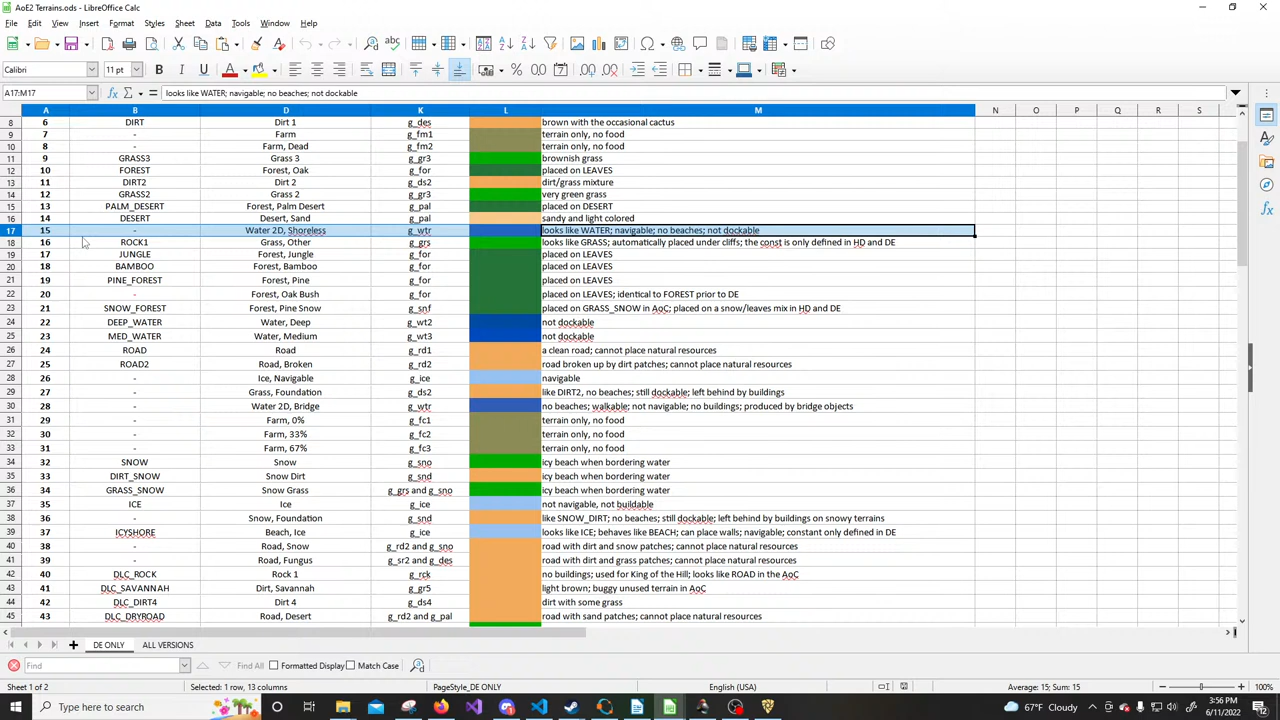 AoE2 Terrains.ods - LibreOffice Calc
File Edit View Insert Format Styles Sheet Data Tools Window Help
Calibri 11 pt
A17:M17 looks like WATER; navigable; no beaches; not dockable
A B D K L M N O P Q R S
8 6 DIRT Dirt 1 g_des brown with the occasional cactus
9 7 - Farm g_fm1 terrain only, no food
10 8 - Farm, Dead g_fm2 terrain only, no food
11 9 GRASS3 Grass 3 g_gr3 brownish grass
12 10 FOREST Forest, Oak g_for placed on LEAVES
13 11 DIRT2 Dirt 2 g_ds2 dirt/grass mixture
14 12 GRASS2 Grass 2 g_gr3 very green grass
15 13 PALM_DESERT Forest, Palm Desert g_pal placed on DESERT
16 14 DESERT Desert, Sand g_pal sandy and light colored
17 15 - Water 2D, Shoreless g_wtr looks like WATER; navigable; no beaches; not dockable
18 16 ROCK1 Grass, Other g_grs looks like GRASS; automatically placed under cliffs; the const is only defined in HD and DE
19 17 JUNGLE Forest, Jungle g_for placed on LEAVES
20 18 BAMBOO Forest, Bamboo g_for placed on LEAVES
21 19 PINE_FOREST Forest, Pine g_for placed on LEAVES
22 20 - Forest, Oak Bush g_for placed on LEAVES; identical to FOREST prior to DE
23 21 SNOW_FOREST Forest, Pine Snow g_snf placed on GRASS_SNOW in AoC; placed on a snow/leaves mix in HD and DE
24 22 DEEP_WATER Water, Deep g_wt2 not dockable
25 23 MED_WATER Water, Medium g_wt3 not dockable
26 24 ROAD Road g_rd1 a clean road; cannot place natural resources
27 25 ROAD2 Road, Broken g_rd2 road broken up by dirt patches; cannot place natural resources
28 26 - Ice, Navigable g_ice navigable
29 27 - Grass, Foundation g_ds2 like DIRT2, no beaches; still dockable; left behind by buildings
30 28 - Water 2D, Bridge g_wtr no beaches; walkable; not navigable; no buildings; produced by bridge objects
31 29 - Farm, 0% g_fc1 terrain only, no food
32 30 - Farm, 33% g_fc2 terrain only, no food
33 31 - Farm, 67% g_fc3 terrain only, no food
34 32 SNOW Snow g_sno icy beach when bordering water
35 33 DIRT_SNOW Snow Dirt g_snd icy beach when bordering water
36 34 GRASS_SNOW Snow Grass g_grs and g_sno icy beach when bordering water
37 35 ICE Ice g_ice not navigable, not buildable
38 36 - Snow, Foundation g_snd like SNOW_DIRT; no beaches; still dockable; left behind by buildings on snowy terrains
39 37 ICYSHORE Beach, Ice g_ice looks like ICE; behaves like BEACH; can place walls; navigable; constant only defined in DE
40 38 - Road, Snow g_rd2 and g_sno road with dirt and snow patches; cannot place natural resources
41 39 - Road, Fungus g_sr2 and g_des road with dirt and grass patches; cannot place natural resources
42 40 DLC_ROCK Rock 1 g_rck no buildings; used for King of the Hill; looks like ROAD in the AoC
43 41 DLC_SAVANNAH Dirt, Savannah g_gr5 light brown; buggy unused terrain in AoC
44 42 DLC_DIRT4 Dirt 4 g_ds4 dirt with some grass
45 43 DLC_DRYROAD Road, Desert g_rd2 and g_pal road with sand patches; cannot place natural resources
DE ONLY ALL VERSIONS
Find Find All Formatted Display Match Case
Sheet 1 of 2 Selected: 1 row, 13 columns PageStyle_DE ONLY English (USA) Average: 15; Sum: 15 100%
Type here to search 67°F Cloudy 3:56 PM
6/11/2022